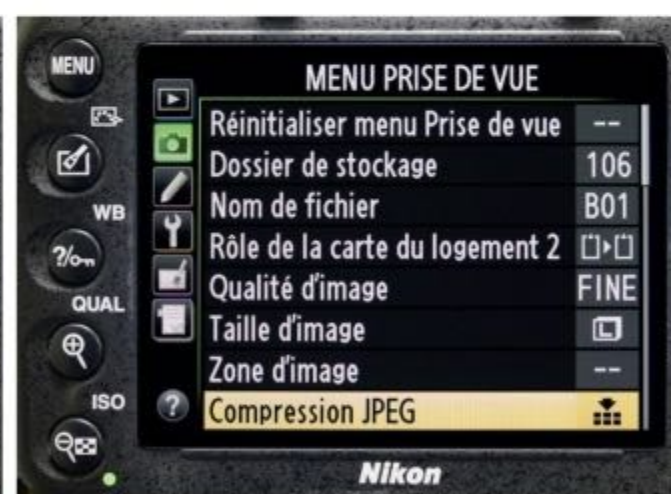 MENU
WB
?/
QUAL
ISO
MENU PRISE DE VUE
Réinitialiser menu Prise de vue --
Dossier de stockage 106
Nom de fichier B01
Rôle de la carte du logement 2
Qualité d'image FINE
Taille d'image L
Zone d'image --
?
Compression JPEG
Nikon